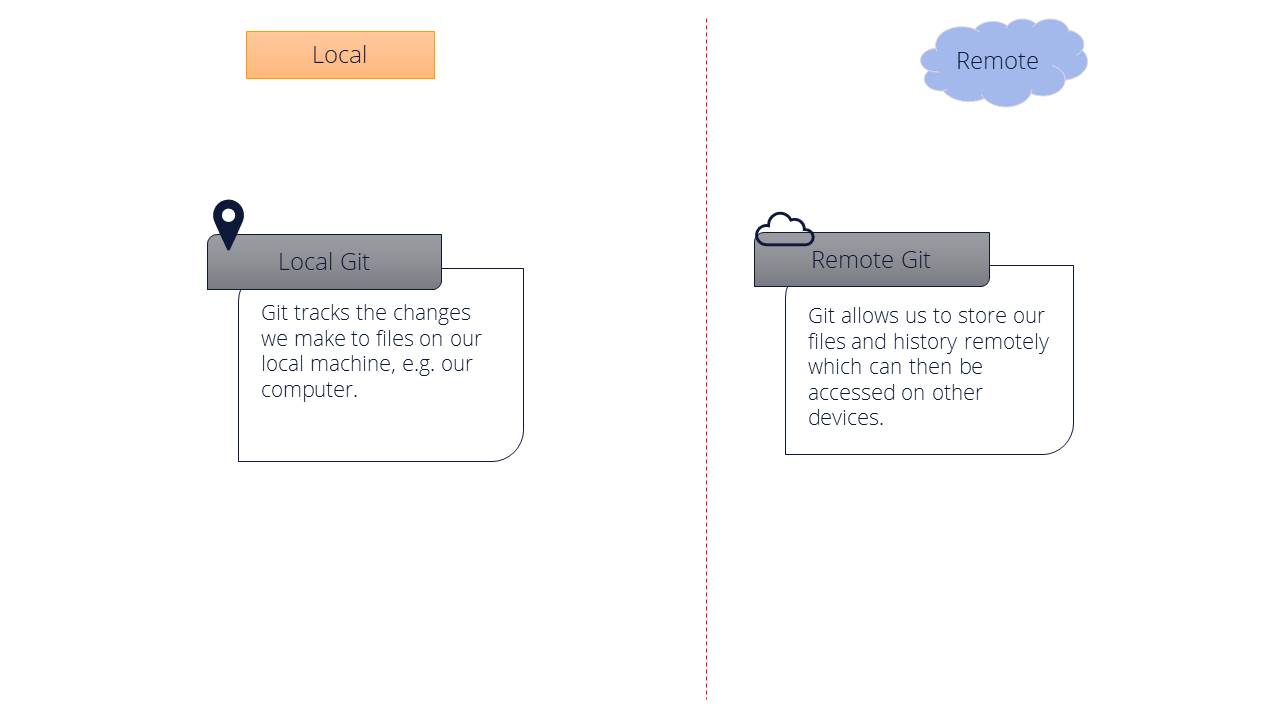 Local
Remote
Local Git
Git tracks the changes
we make to files on our
local machine, e.g. our
computer.
Remote Git
Git allows us to store our
files and history remotely
which can then be
accessed on other
devices.